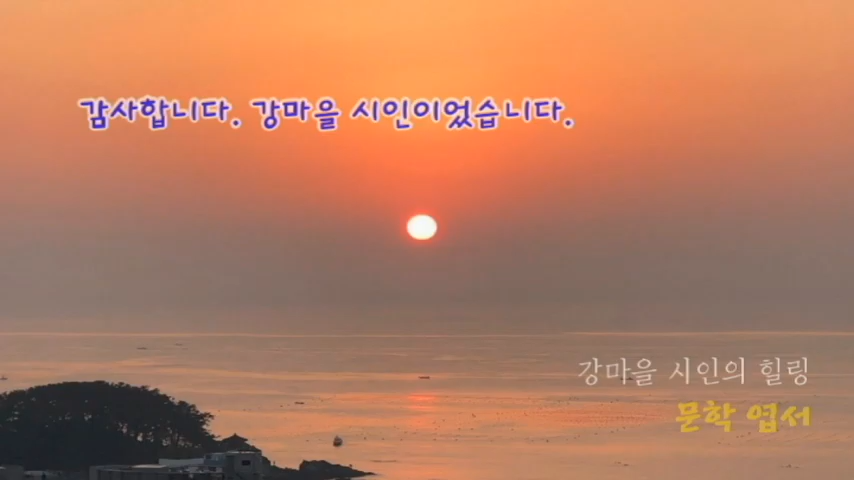 감사합니다. 강마을 시인이었습니다.
강마을 시인의 힐링
문학 엽서